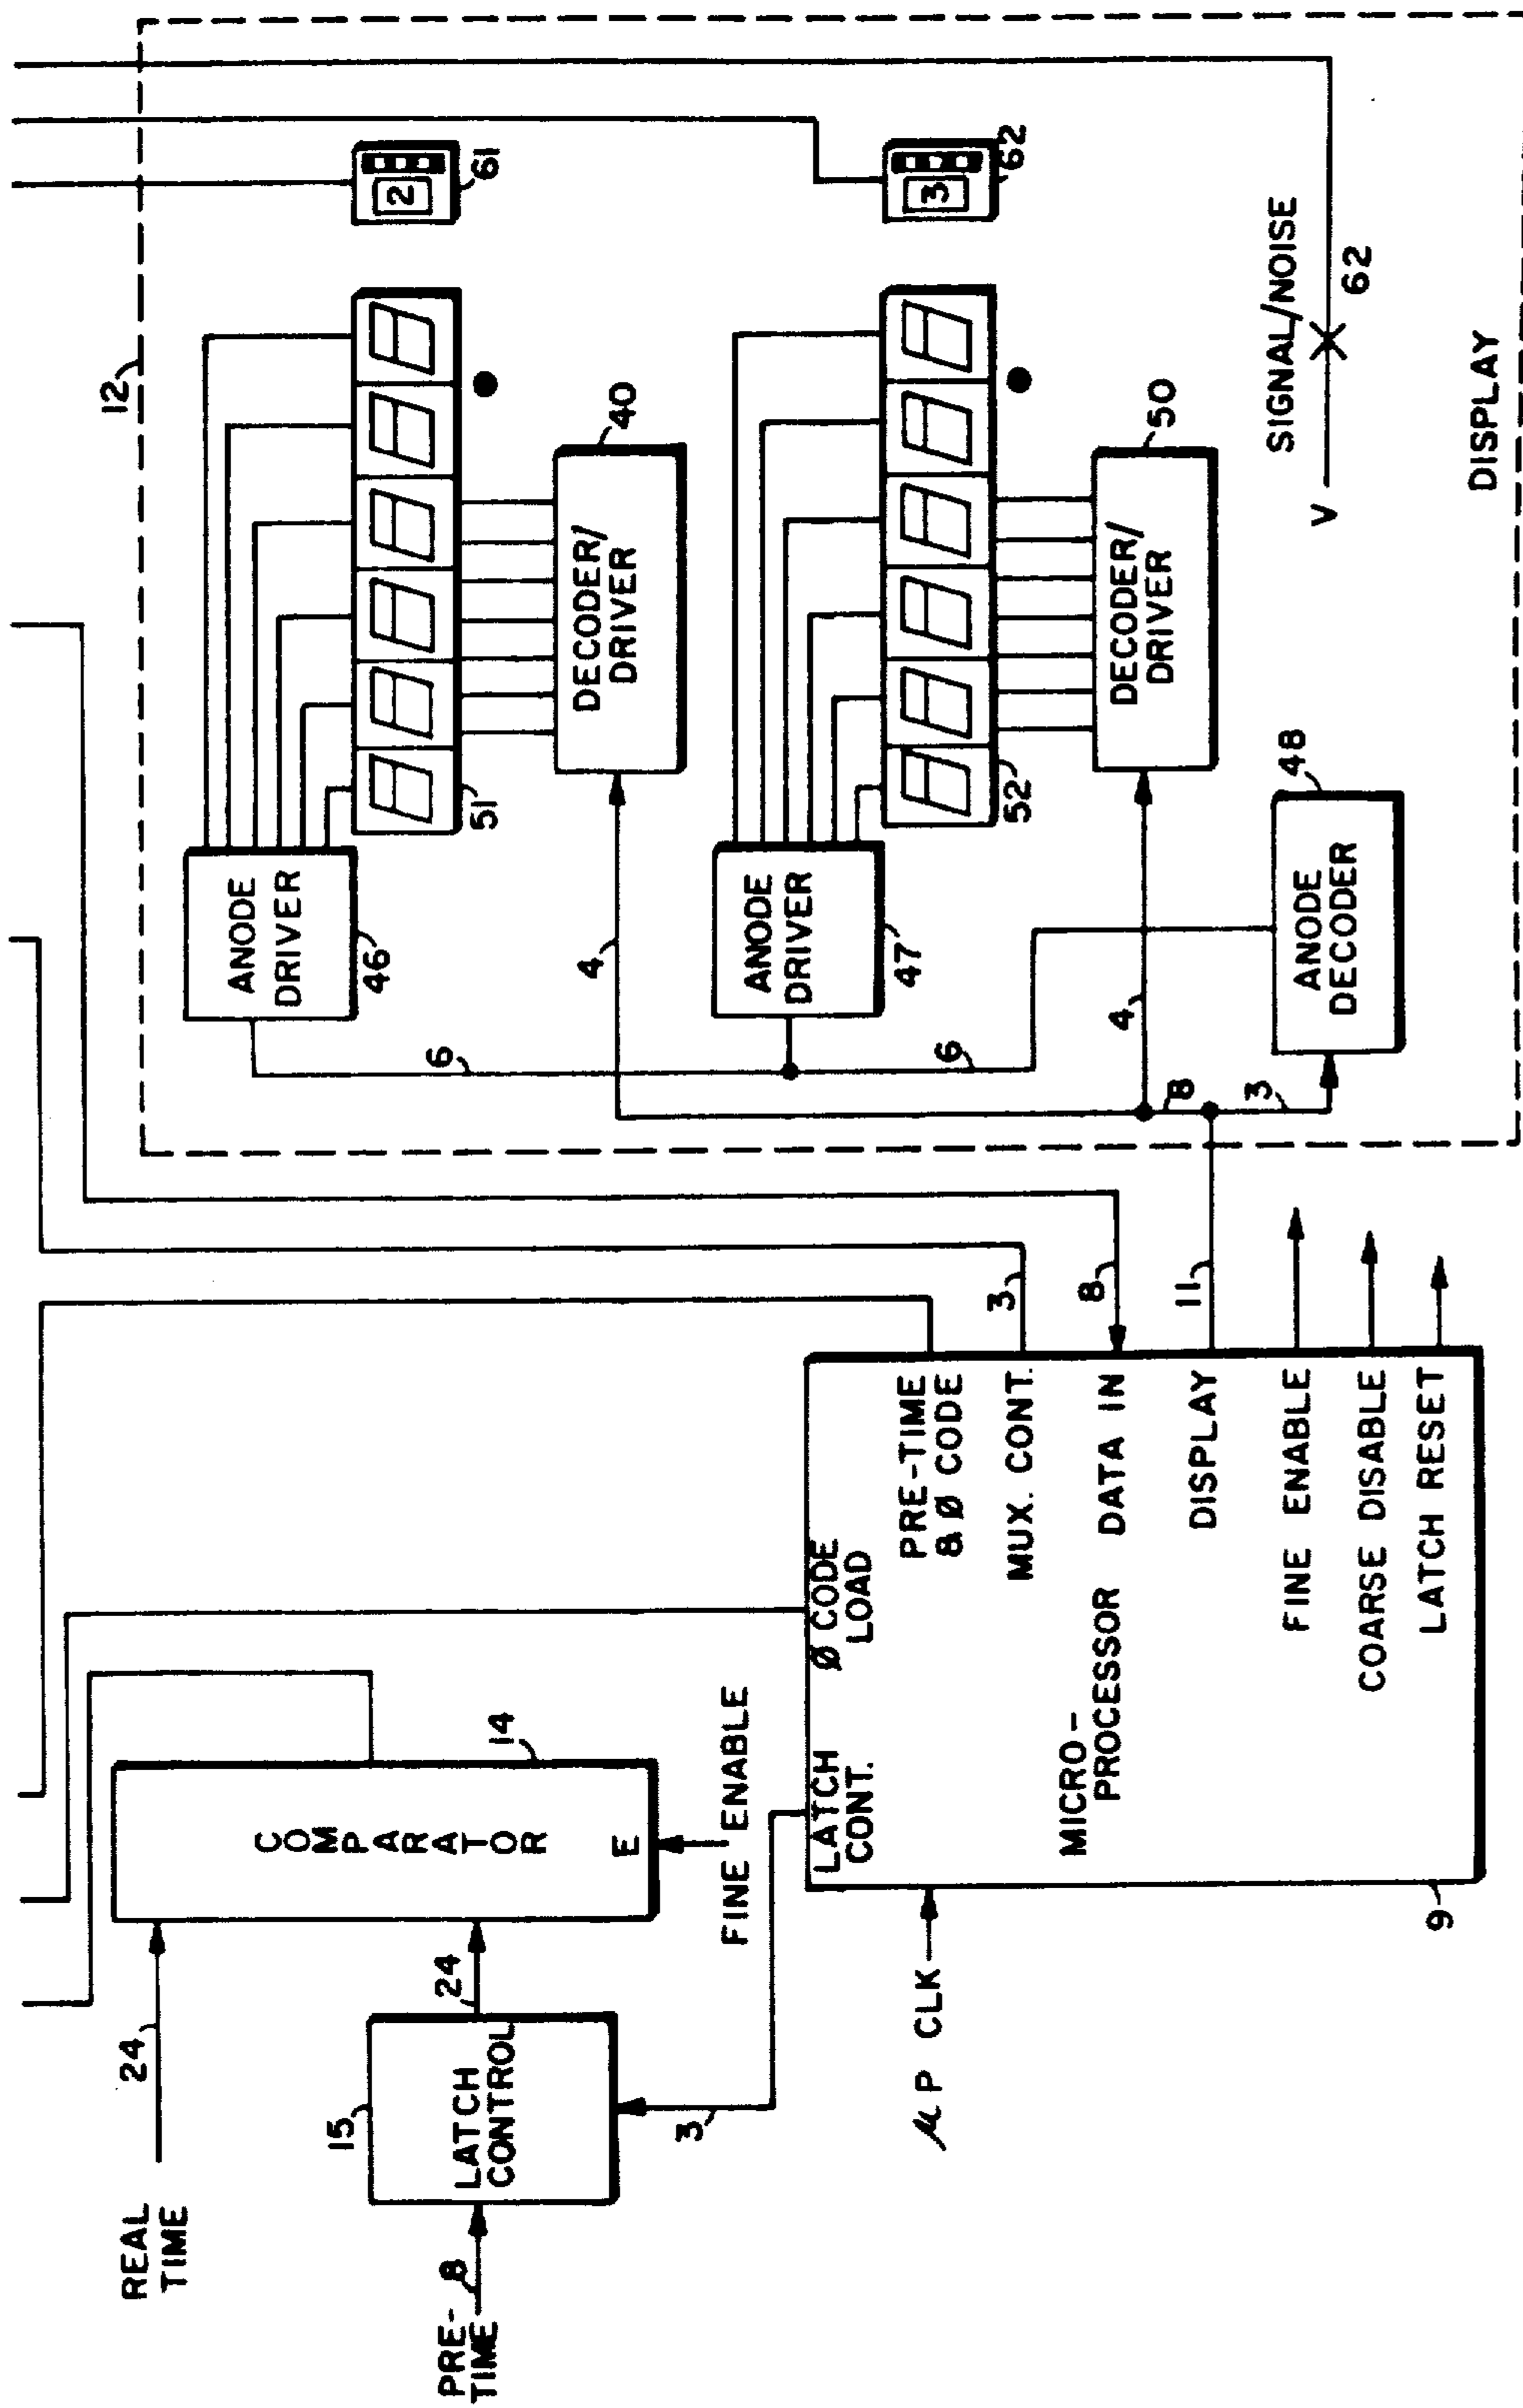 REAL
TIME
24
PRE-
TIME
8
15
LATCH
CONTROL
24
3
COMPARATOR
E
14
FINE ENABLE
μP CLK
LATCH
CONT.
Ø CODE
LOAD
MICRO-
PROCESSOR
9
PRE-TIME
& Ø CODE
MUX. CONT.
DATA IN
DISPLAY
FINE ENABLE
COARSE DISABLE
LATCH RESET
3
8
11
12
6
6
4
4
8
3
ANODE
DRIVER
46
51
DECODER/
DRIVER
40
2
61
ANODE
DRIVER
47
52
DECODER/
DRIVER
50
3
62
ANODE
DECODER
48
V
SIGNAL/NOISE
62
DISPLAY